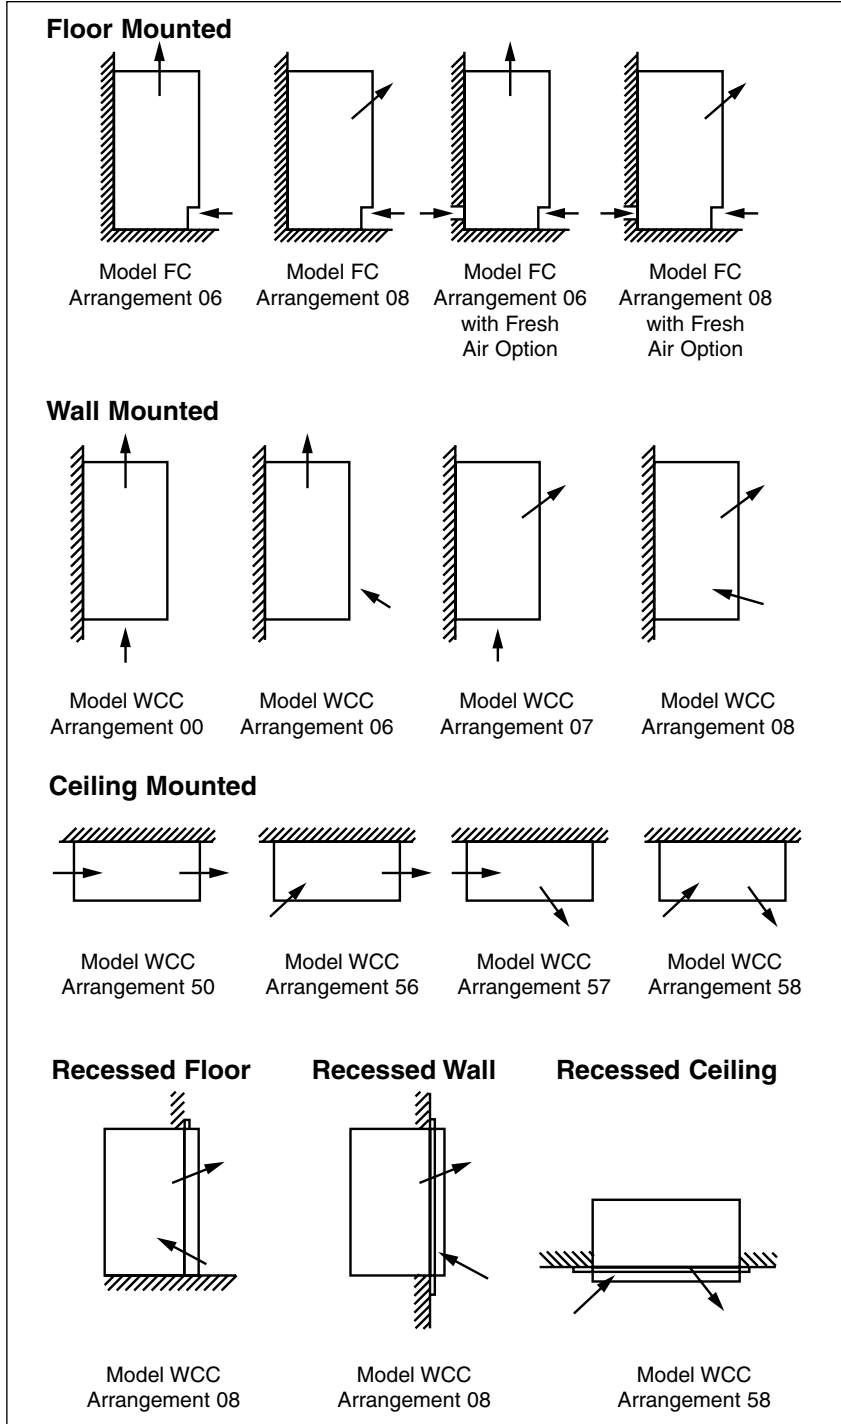 Floor Mounted
Model FC
Arrangement 06
Model FC
Arrangement 08
Model FC
Arrangement 06
with Fresh
Air Option
Model FC
Arrangement 08
with Fresh
Air Option
Wall Mounted
Model WCC
Arrangement 00
Model WCC
Arrangement 06
Model WCC
Arrangement 07
Model WCC
Arrangement 08
Ceiling Mounted
Model WCC
Arrangement 50
Model WCC
Arrangement 56
Model WCC
Arrangement 57
Model WCC
Arrangement 58
Recessed Floor
Model WCC
Arrangement 08
Recessed Wall
Model WCC
Arrangement 08
Recessed Ceiling
Model WCC
Arrangement 58